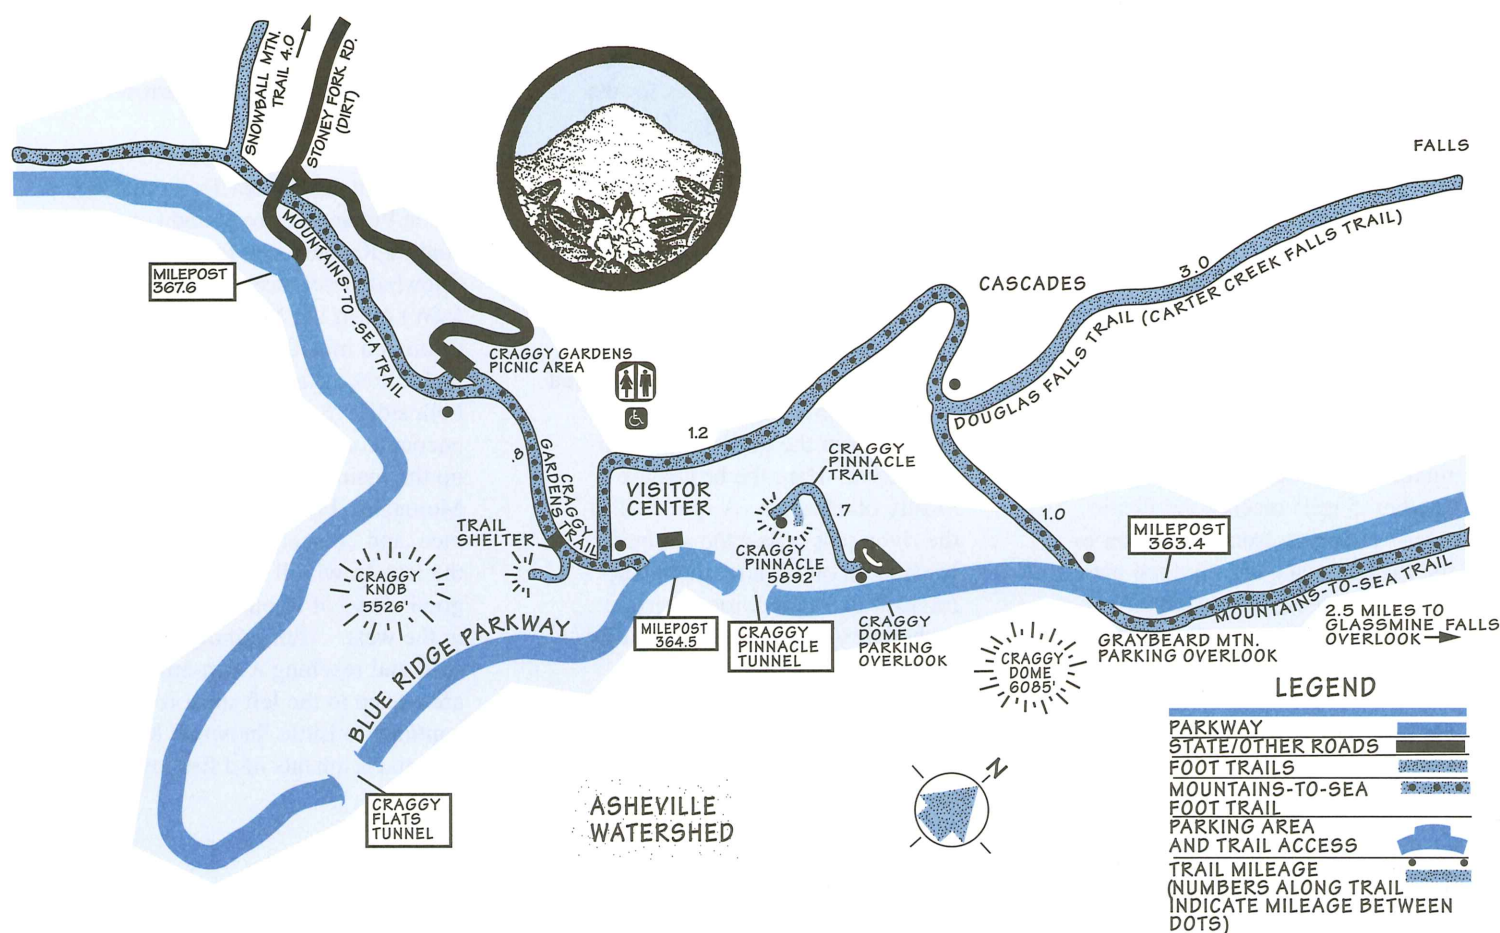 SNOWBALL MTN.
TRAIL 4.0
STONEY FORK RD.
(DIRT)
FALLS
MOUNTAINS-TO-SEA TRAIL
MILEPOST
367.6
CASCADES
3.0
DOUGLAS FALLS TRAIL (CARTER CREEK FALLS TRAIL)
CRAGGY GARDENS
PICNIC AREA
1.2
.8
CRAGGY
GARDENS TRAIL
CRAGGY
PINNACLE
TRAIL
.7
VISITOR
CENTER
TRAIL
SHELTER
1.0
MILEPOST
363.4
CRAGGY
KNOB
5526'
CRAGGY
PINNACLE
5892'
BLUE RIDGE PARKWAY
MILEPOST
364.5
CRAGGY
PINNACLE
TUNNEL
CRAGGY
DOME
PARKING
OVERLOOK
CRAGGY
DOME
6085'
GRAYBEARD MTN.
PARKING OVERLOOK
MOUNTAINS-TO-SEA TRAIL
2.5 MILES TO
GLASSMINE FALLS
OVERLOOK
CRAGGY
FLATS
TUNNEL
ASHEVILLE
WATERSHED
N
LEGEND
PARKWAY
STATE/OTHER ROADS
FOOT TRAILS
MOUNTAINS-TO-SEA
FOOT TRAIL
PARKING AREA
AND TRAIL ACCESS
TRAIL MILEAGE
(NUMBERS ALONG TRAIL
INDICATE MILEAGE BETWEEN
DOTS)